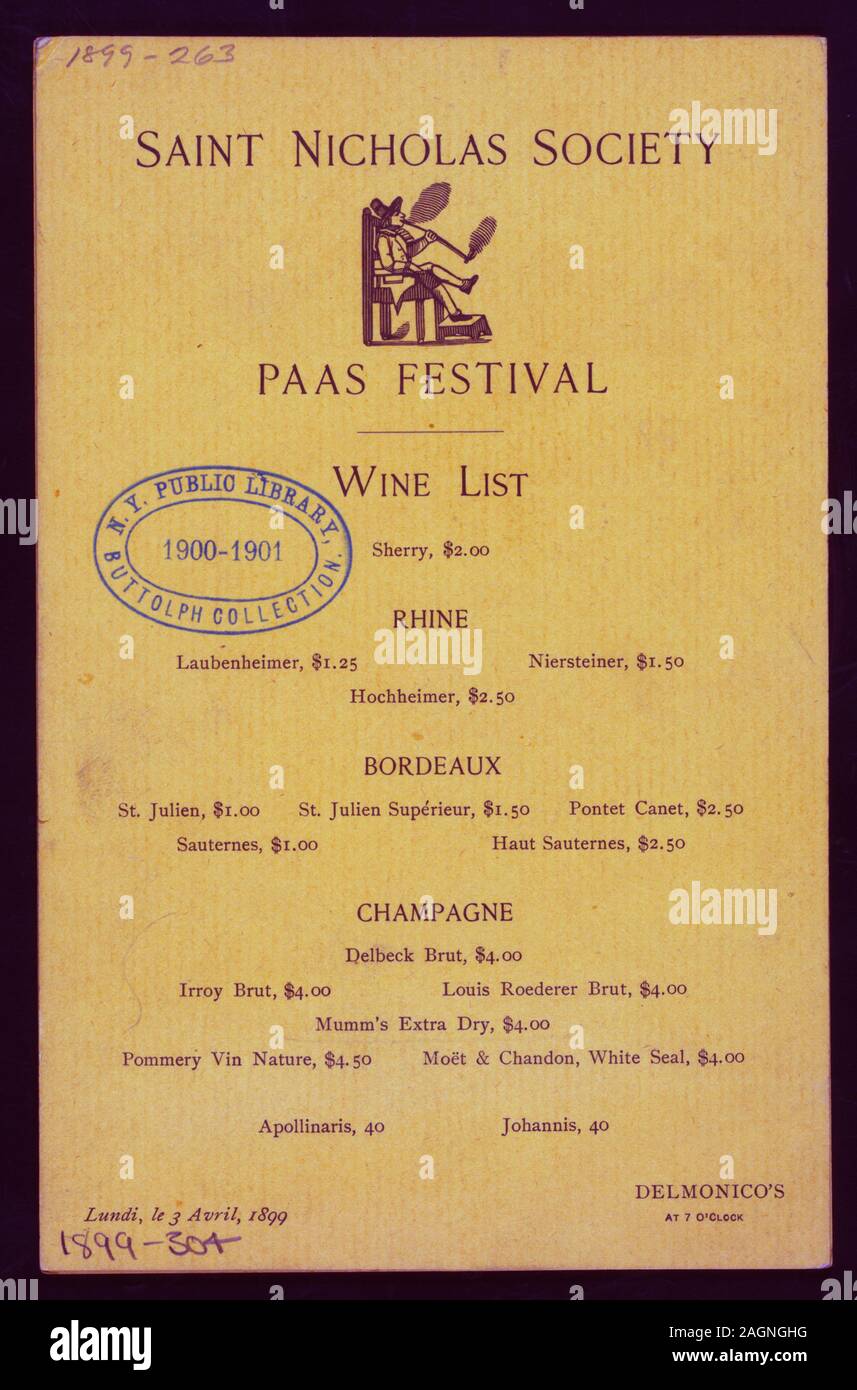 1899-263
SAINT NICHOLAS SOCIETY
PAAS FESTIVAL
WINE LIST
N. Y. PUBLIC LIBRARY,
1900-1901
BUTTOLPH COLLECTION.
Sherry, $2.00
RHINE
Laubenheimer, $1.25 Niersteiner, $1.50
Hochheimer, $2.50
BORDEAUX
St. Julien, $1.00 St. Julien Supérieur, $1.50 Pontet Canet, $2.50
Sauternes, $1.00 Haut Sauternes, $2.50
CHAMPAGNE
Delbeck Brut, $4.00
Irroy Brut, $4.00 Louis Roederer Brut, $4.00
Mumm's Extra Dry, $4.00
Pommery Vin Nature, $4.50 Moët & Chandon, White Seal, $4.00
Apollinaris, 40 Johannis, 40
DELMONICO'S
AT 7 O'CLOCK
Lundi, le 3 Avril, 1899
1899-304
alamy
alamy
alamy
alamy
a a a a a a a a a a a a a a a a a a a
alamy
Image ID: 2AGNGHG
www.alamy.com